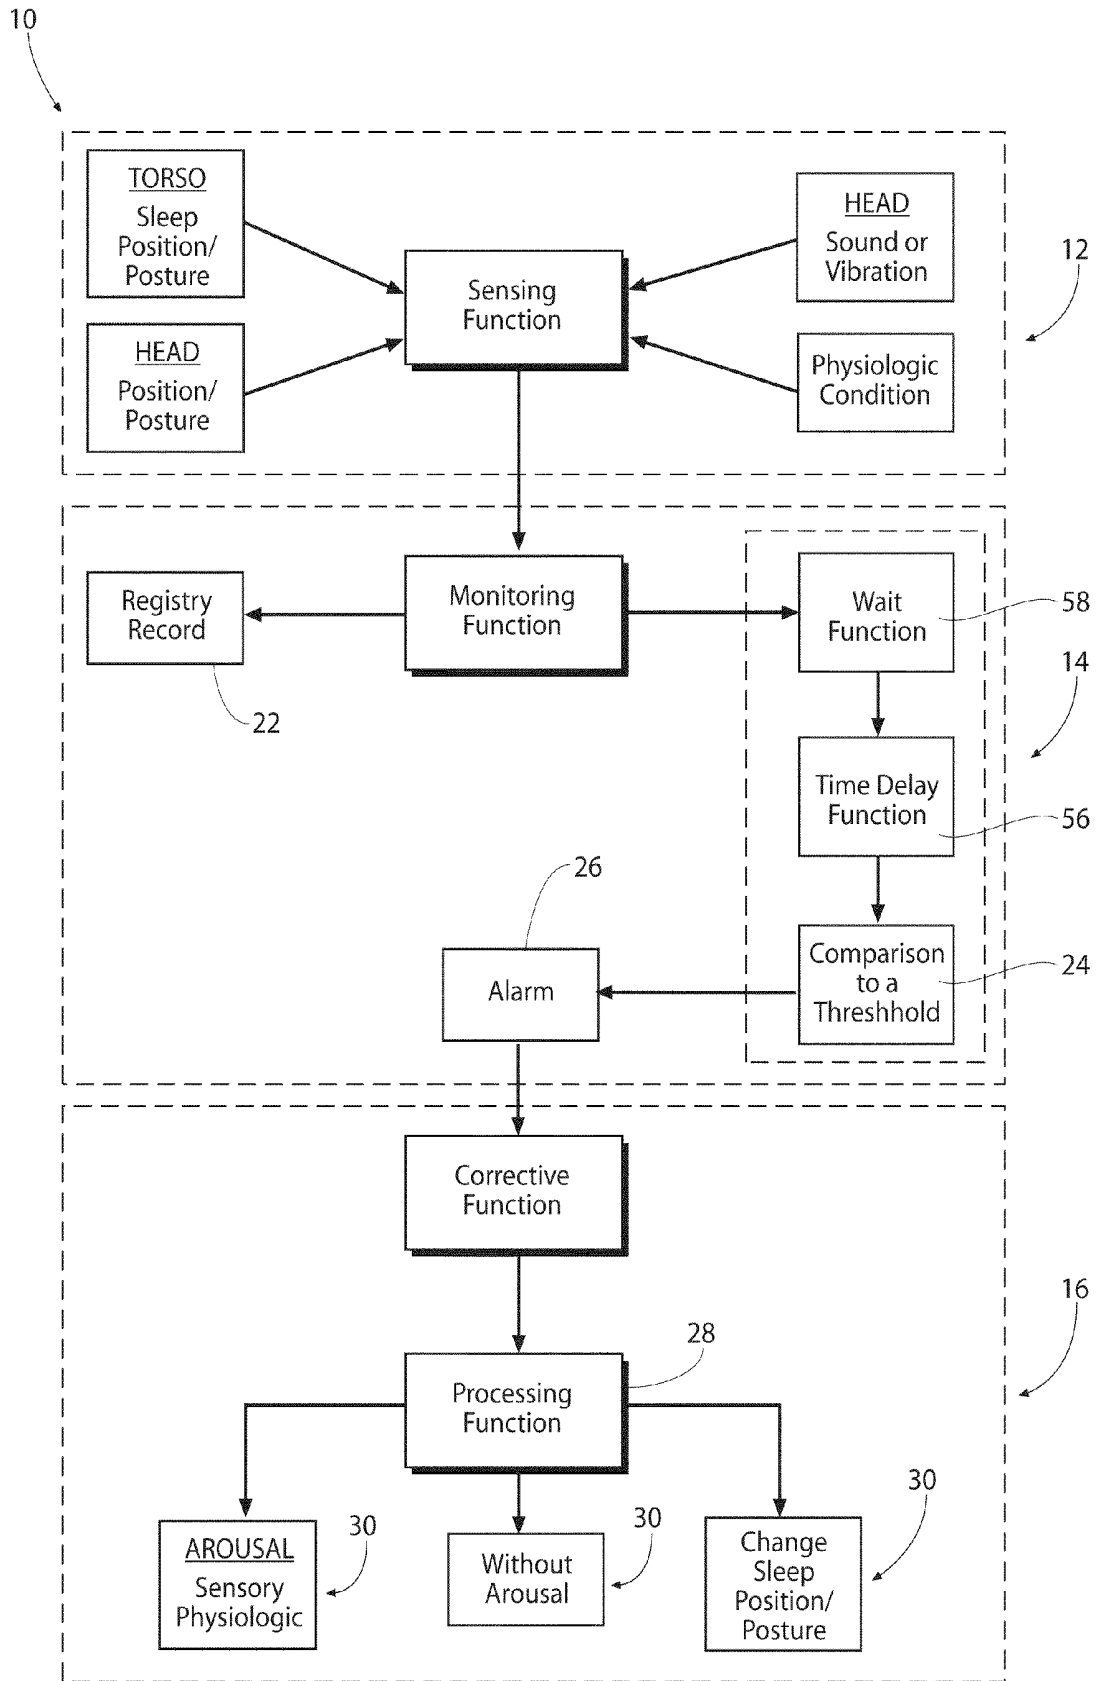 10
TORSO
Sleep
Position/
Posture
HEAD
Sound or
Vibration
Sensing
Function
12
HEAD
Position/
Posture
Physiologic
Condition
Registry
Record
22
Monitoring
Function
Wait
Function
58
14
Time Delay
Function
56
26
Alarm
Comparison
to a
Threshhold
24
Corrective
Function
16
Processing
Function
28
AROUSAL
Sensory
Physiologic
30
Without
Arousal
30
Change
Sleep
Position/
Posture
30